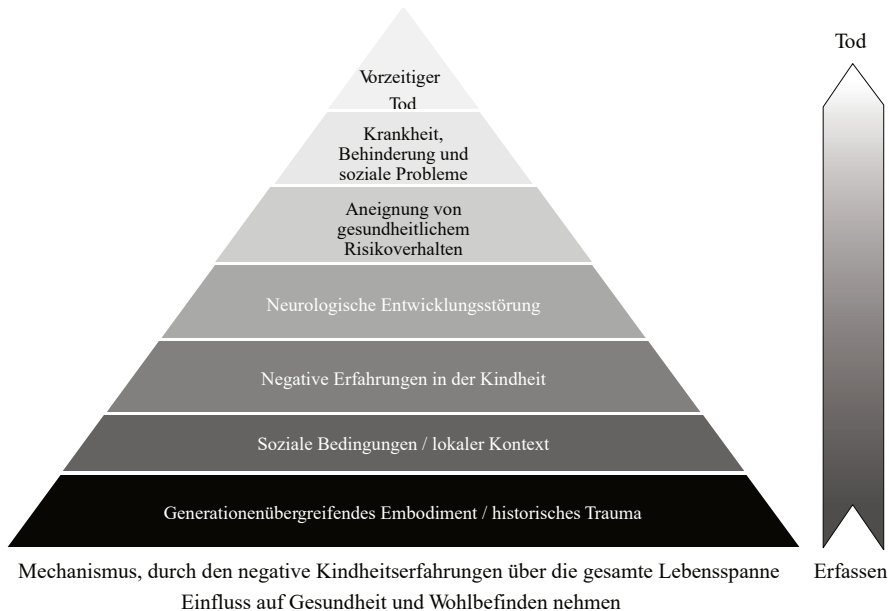 Tod
Vorzeitiger
Tod
Krankheit,
Behinderung und
soziale Probleme
Aneignung von
gesundheitlichem
Risikoverhalten
Neurologische Entwicklungsstörung
Negative Erfahrungen in der Kindheit
Soziale Bedingungen / lokaler Kontext
Generationenübergreifendes Embodiment / historisches Trauma
Mechanismus, durch den negative Kindheitserfahrungen über die gesamte Lebensspanne
Einfluss auf Gesundheit und Wohlbefinden nehmen
Erfassen